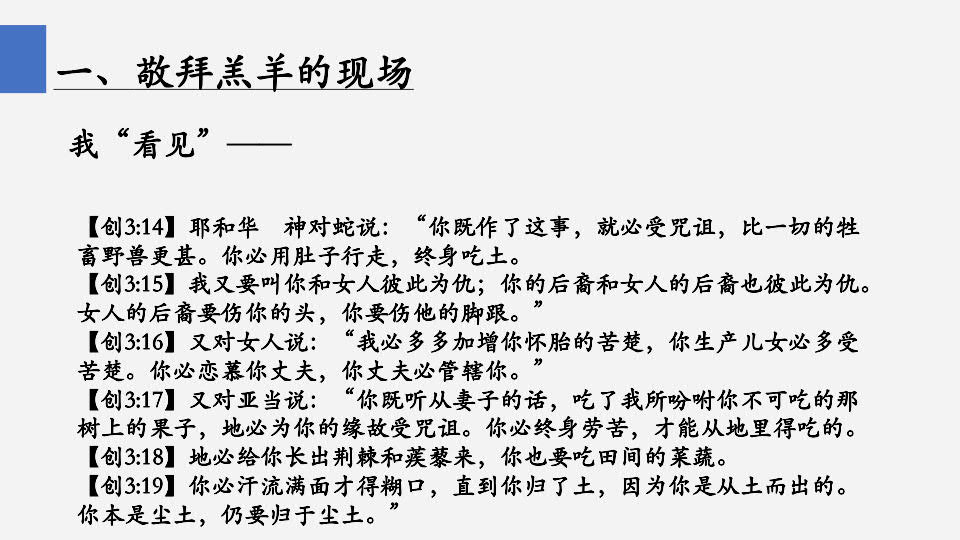 一、敬拜羔羊的现场
我“看见”——
【创3:14】耶和华　神对蛇说：“你既作了这事，就必受咒诅，比一切的牲
畜野兽更甚。你必用肚子行走，终身吃土。
【创3:15】我又要叫你和女人彼此为仇；你的后裔和女人的后裔也彼此为仇。
女人的后裔要伤你的头，你要伤他的脚跟。”
【创3:16】又对女人说：“我必多多加增你怀胎的苦楚，你生产儿女必多受
苦楚。你必恋慕你丈夫，你丈夫必管辖你。”
【创3:17】又对亚当说：“你既听从妻子的话，吃了我所吩咐你不可吃的那
树上的果子，地必为你的缘故受咒诅。你必终身劳苦，才能从地里得吃的。
【创3:18】地必给你长出荆棘和蒺藜来，你也要吃田间的菜蔬。
【创3:19】你必汗流满面才得糊口，直到你归了土，因为你是从土而出的。
你本是尘土，仍要归于尘土。”